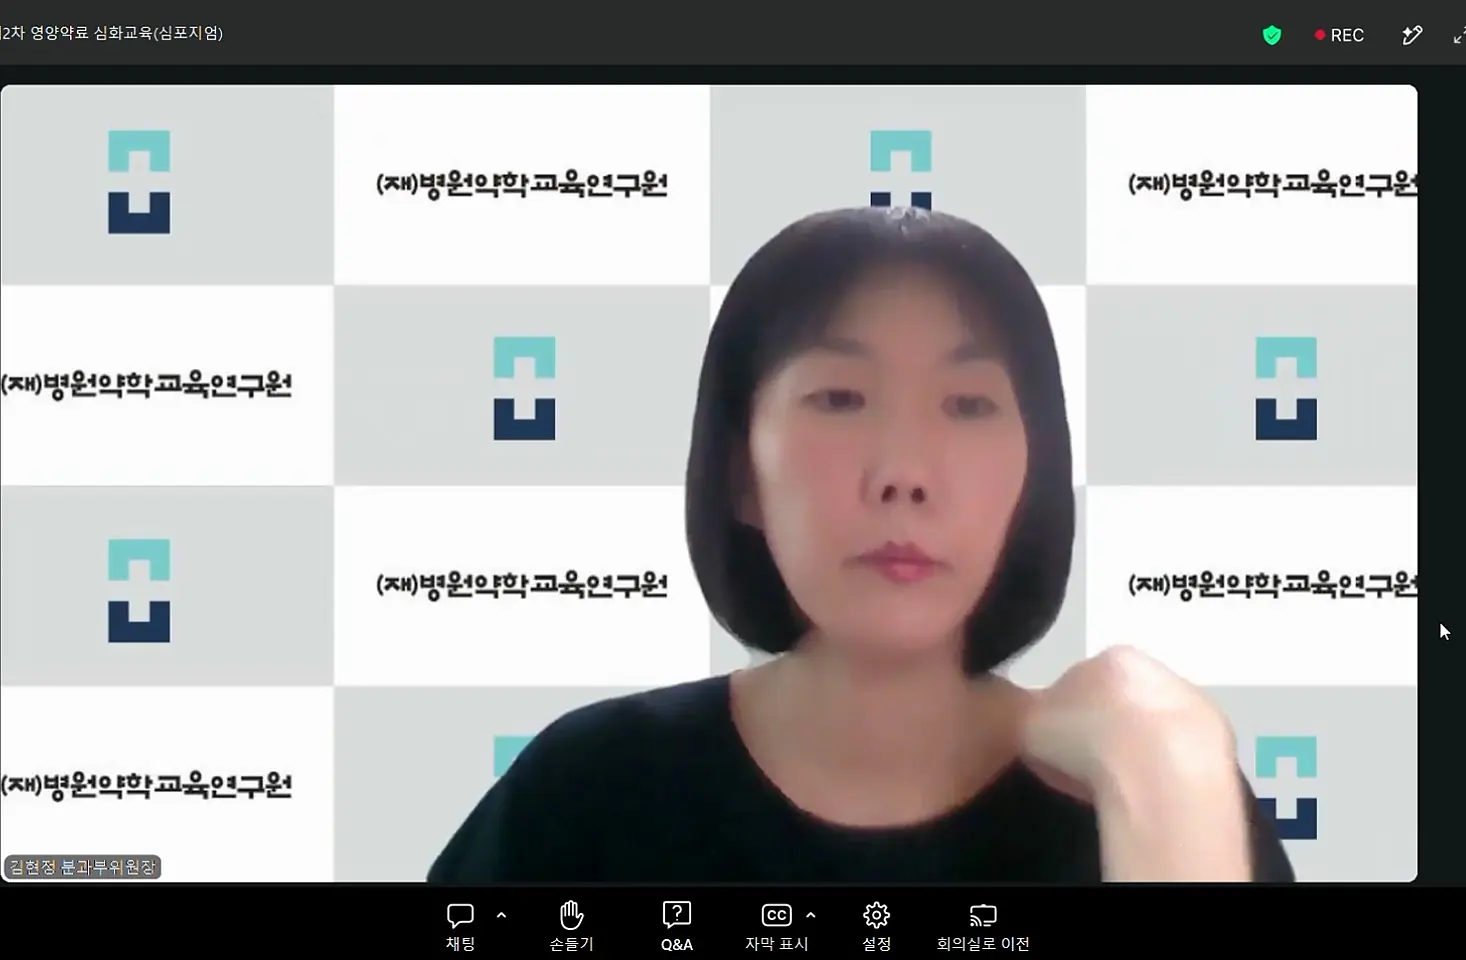 2차 영양약료 심화교육(심포지엄)
REC
(재)병원약학교육연구원
(재)병원약학교육연구원
(재)병원약학교육연구원
(재)병원약학교육연구원
(재)병원약학교육연구원
(재)병원약학교육연구원
김현정 분과부위원장
채팅
손들기
Q&A
CC
자막 표시
설정
회의실로 이전